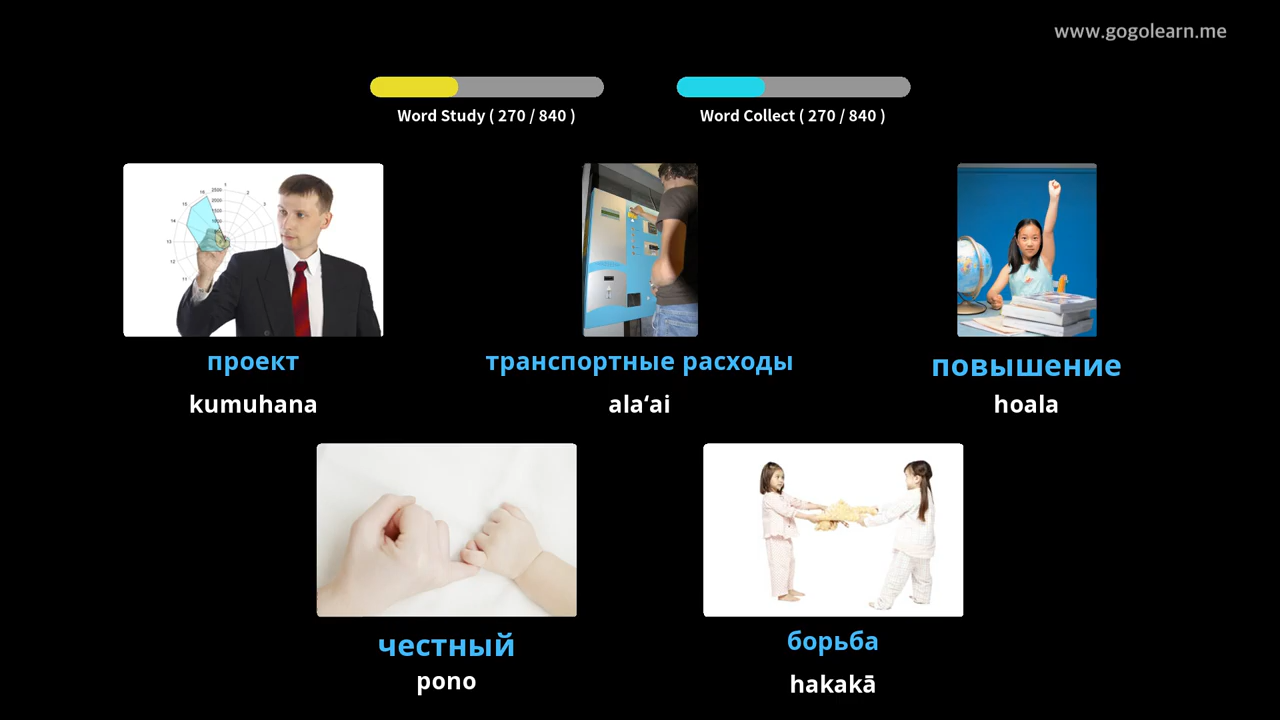 www.gogolearn.me
Word Study ( 270 / 840 )
Word Collect ( 270 / 840 )
проект
kumuhana
транспортные расходы
alaʻai
повышение
hoala
честный
pono
борьба
hakakā